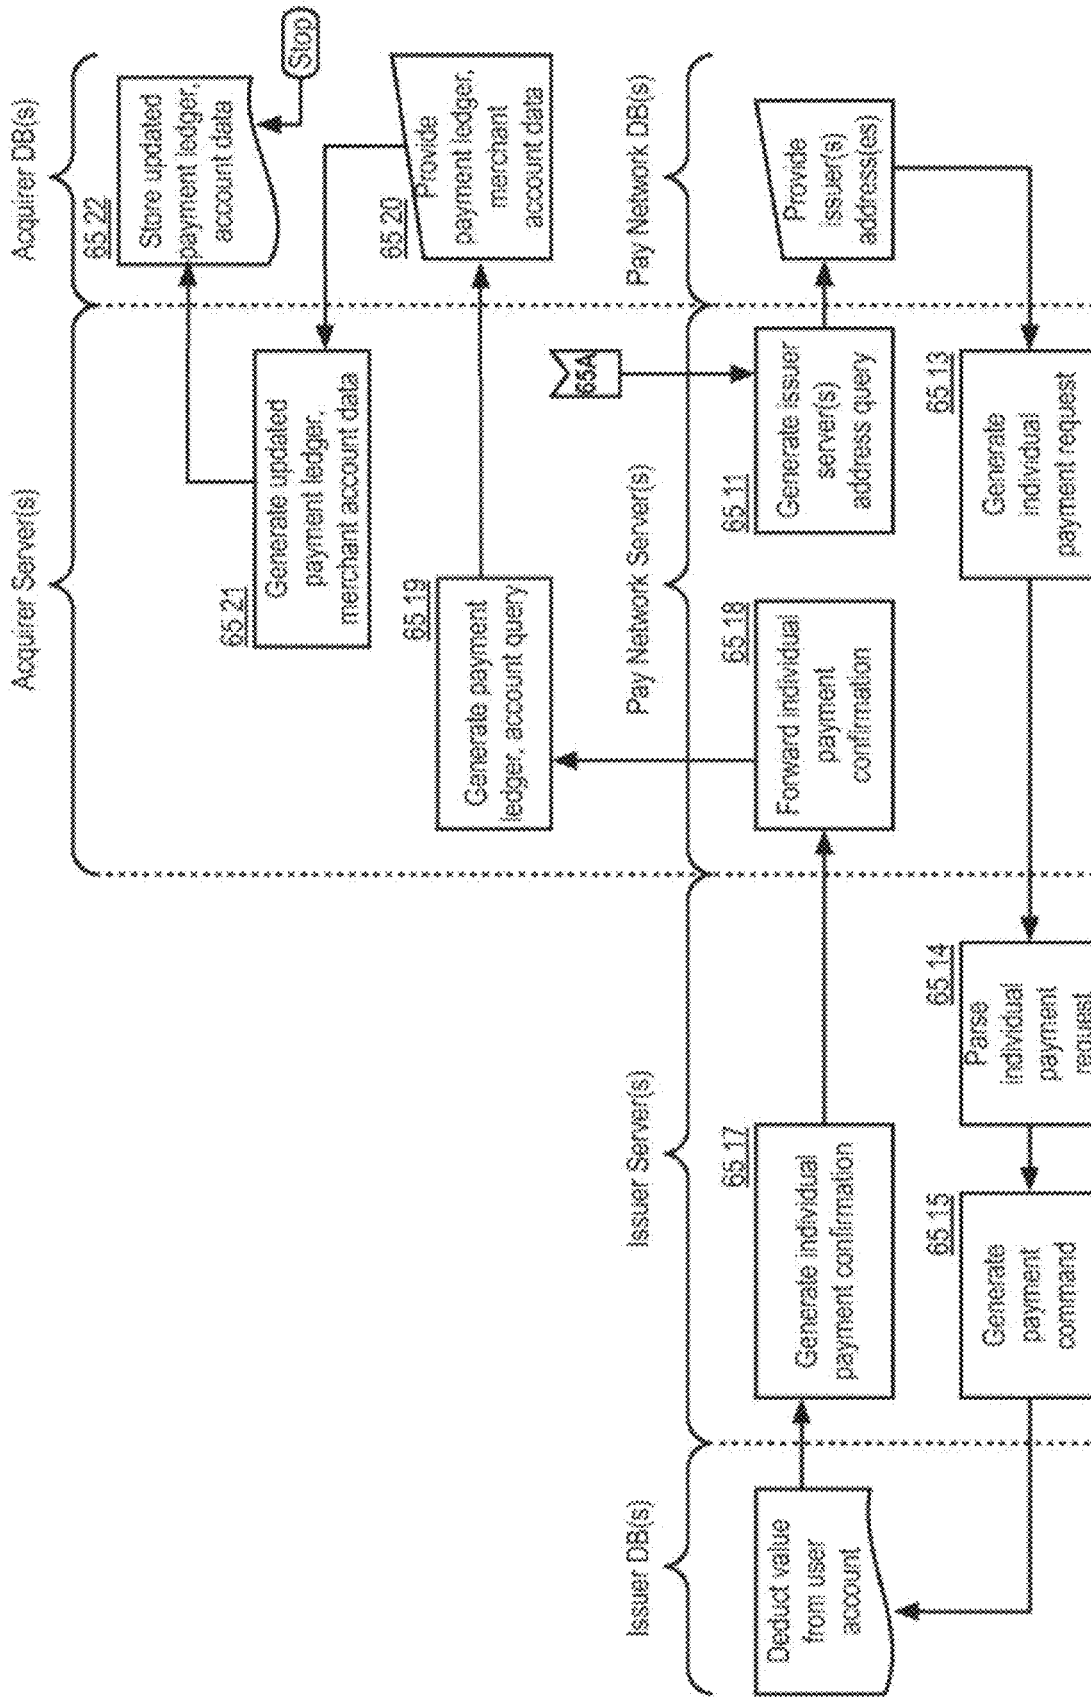 Acquirer DB(s)
Acquirer Server(s)
65.22
Store updated
payment ledger,
account data
Stop
65.21
Generate updated
payment ledger,
merchant account data
65.20
Provide
payment ledger,
merchant
account data
65.19
Generate payment
ledger, account query
65A
Issuer DB(s)
Issuer Server(s)
Pay Network Server(s)
Pay Network DB(s)
Deduct value
from user
account
65.17
Generate individual
payment confirmation
65.18
Forward individual
payment
confirmation
65.11
Generate issuer
server(s)
address query
Provide
issuer(s)
address(es)
65.15
Generate
payment
command
65.14
Parse
individual
payment
request
65.13
Generate
individual
payment request